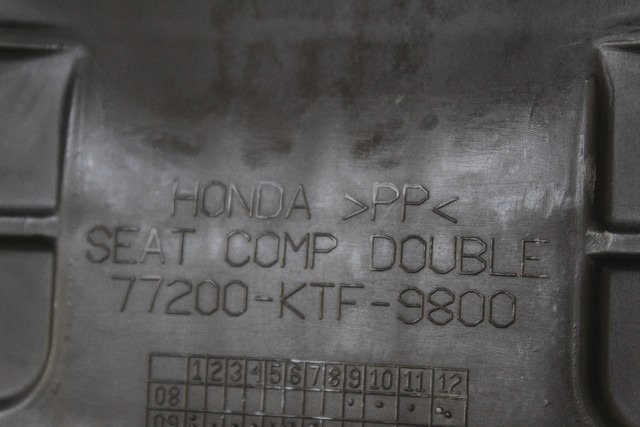 HONDA >PP<
SEAT COMP DOUBLE
77200-KTF-9800
1 2 3 4 5 6 7 8 9 10 11 12
08
09